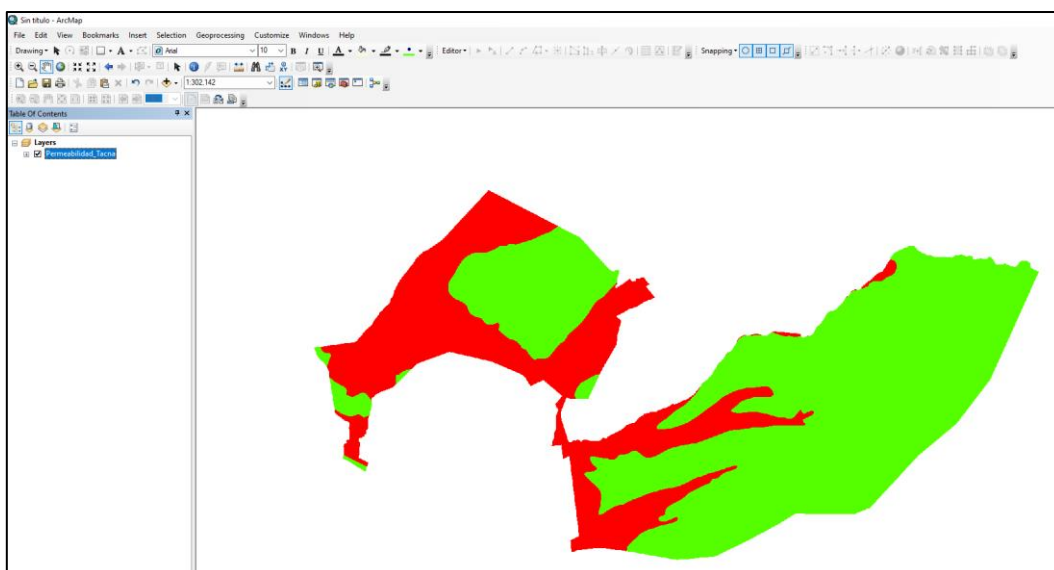 Sin titulo - ArcMap
File Edit View Bookmarks Insert Selection Geoprocessing Customize Windows Help
Drawing A Arial 10 B I U A Editor Snapping
1:302.142
Table Of Contents
Layers
Permeabilidad_Tacna